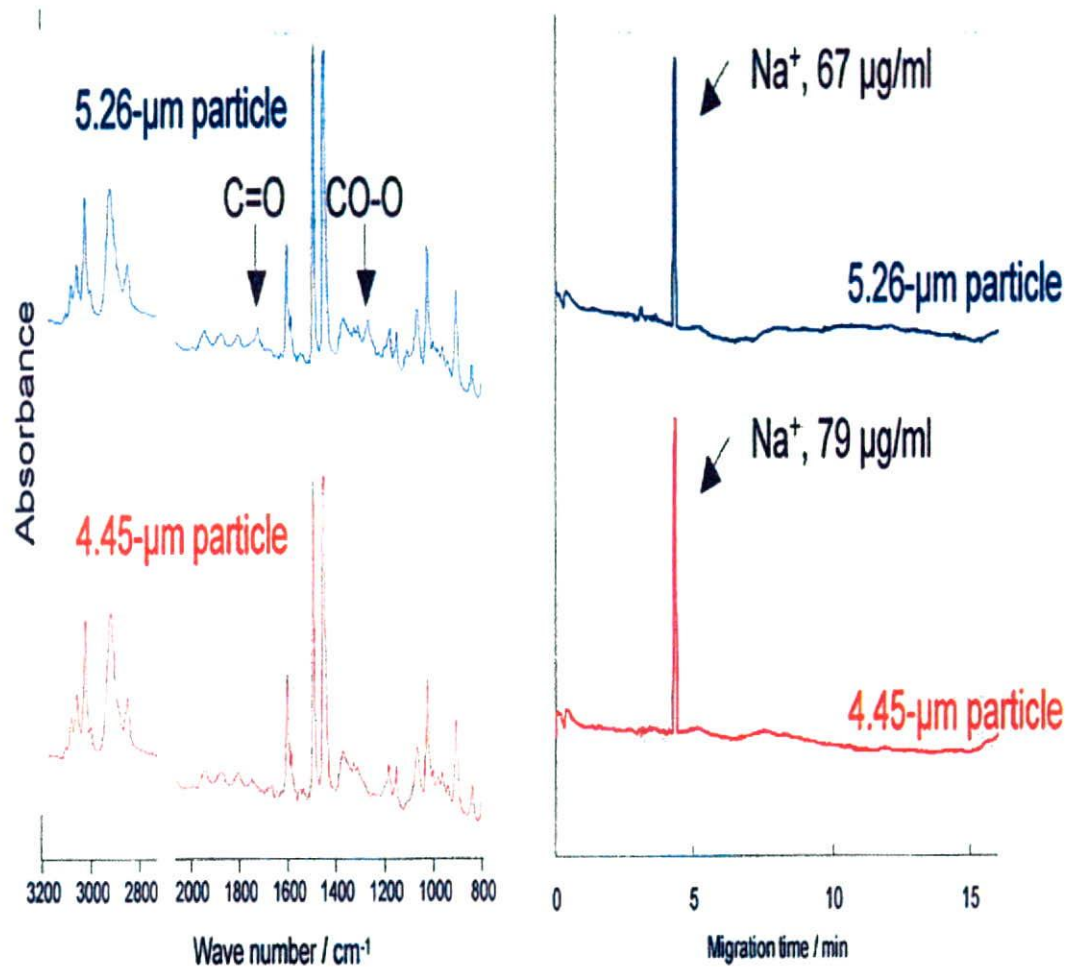 5.26-µm particle
C=O
CO-O
4.45-µm particle
Absorbance
3200 3000 2800
2000 1800 1600 1400 1200 1000 800
Wave number / cm⁻¹
Na⁺, 67 µg/ml
5.26-µm particle
Na⁺, 79 µg/ml
4.45-µm particle
0 5 10 15
Migration time / min